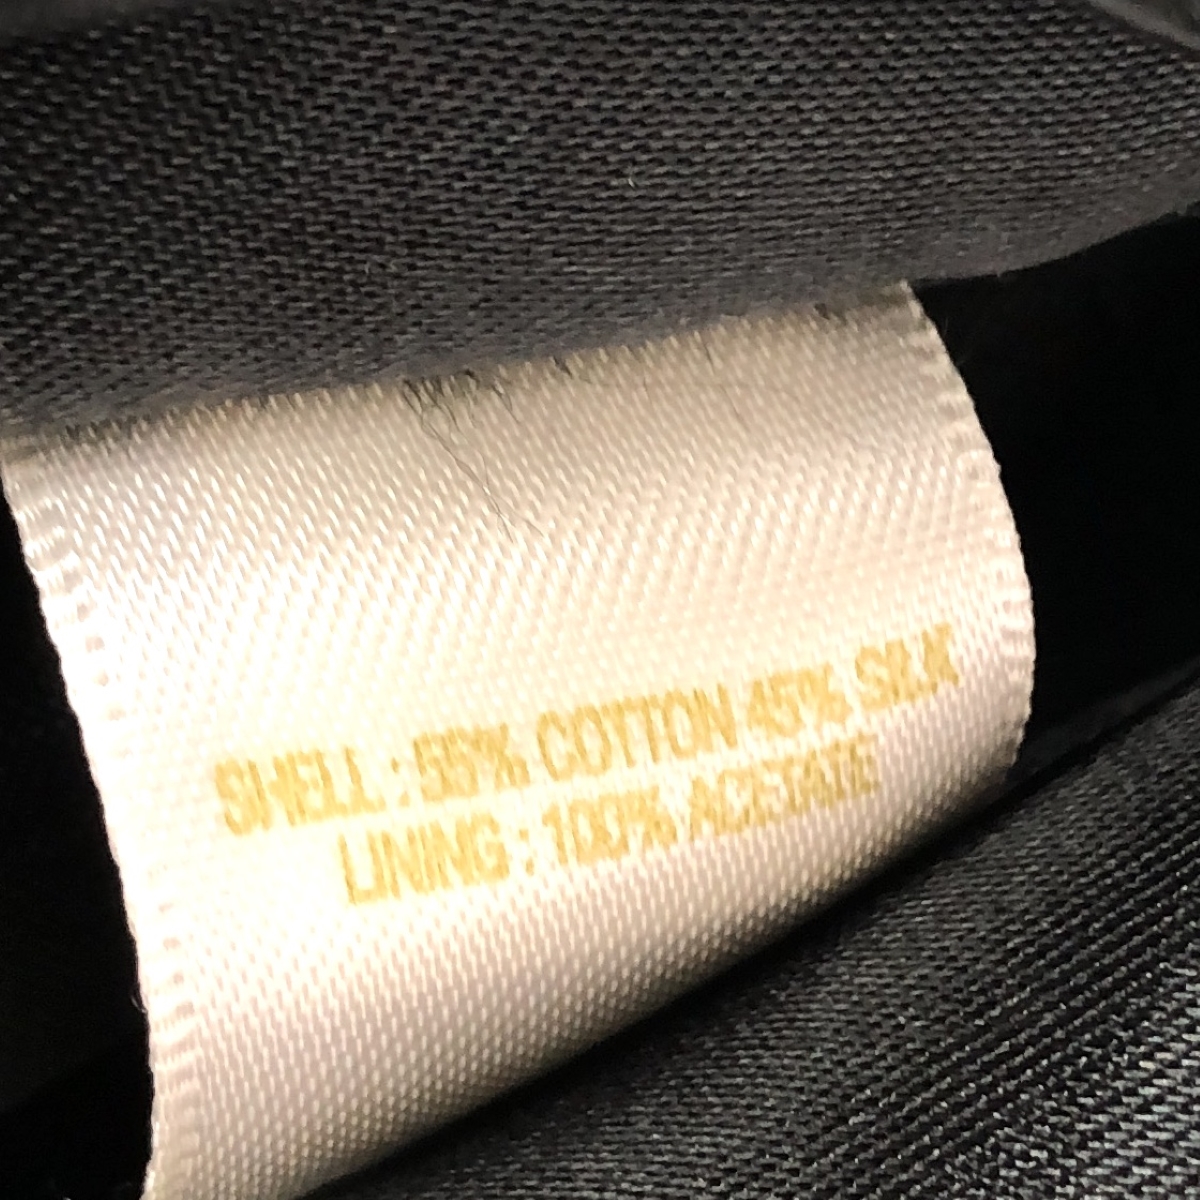 SHELL : 55% COTTON 45% SILK
LINING : 100% ACETATE